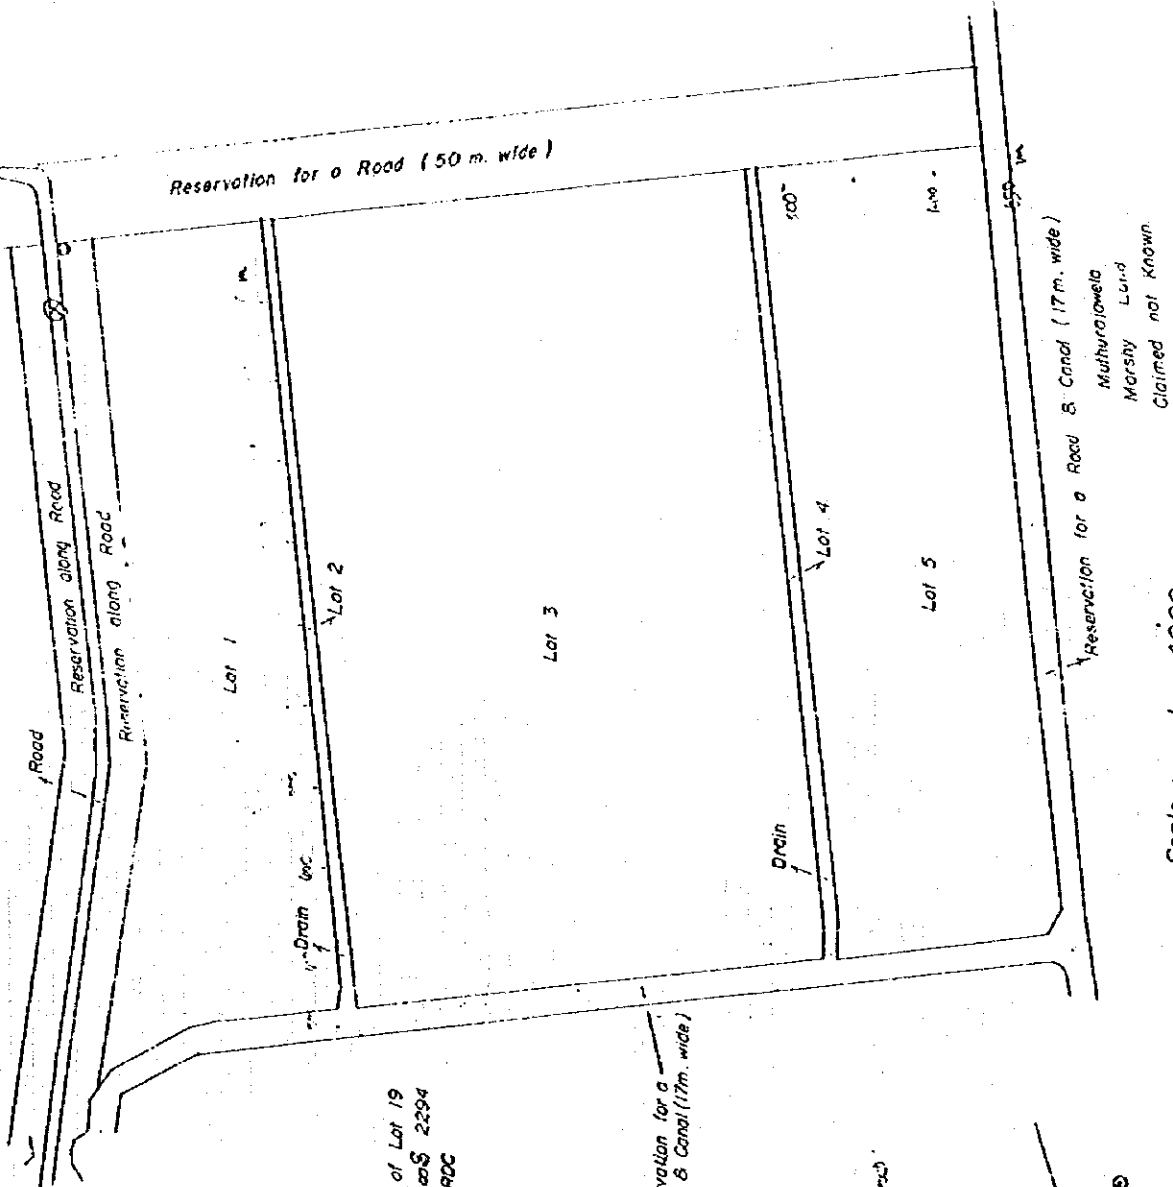 Reservation for a Road (50 m. wide)
Road
Reservation along Road
Reservation along Road
Lot 1
Lot 2
Drain
Lot 3
Lot 4
Drain
Lot 5
Reservation for a Road & Canal (17m. wide)
Muthurajawela
Marshy Land
Claimed not Known
of Lot 19
2294
for a
& Canal (17m. wide)